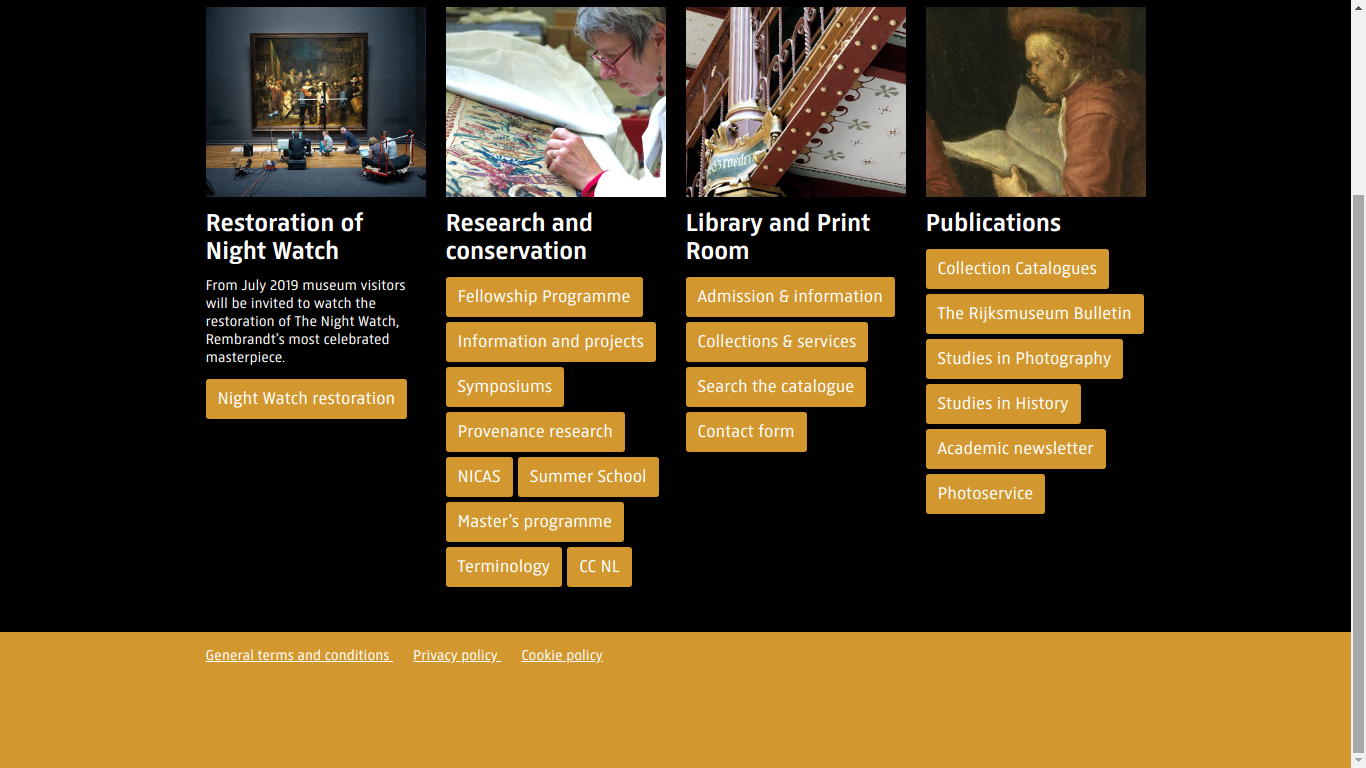 Broeders
Restoration of
Night Watch
From July 2019 museum visitors
will be invited to watch the
restoration of The Night Watch,
Rembrandt’s most celebrated
masterpiece.
Night Watch restoration
Research and
conservation
Fellowship Programme
Information and projects
Symposiums
Provenance research
NICAS
Summer School
Master’s programme
Terminology
CC NL
Library and Print
Room
Admission & information
Collections & services
Search the catalogue
Contact form
Publications
Collection Catalogues
The Rijksmuseum Bulletin
Studies in Photography
Studies in History
Academic newsletter
Photoservice
General terms and conditions Privacy policy Cookie policy